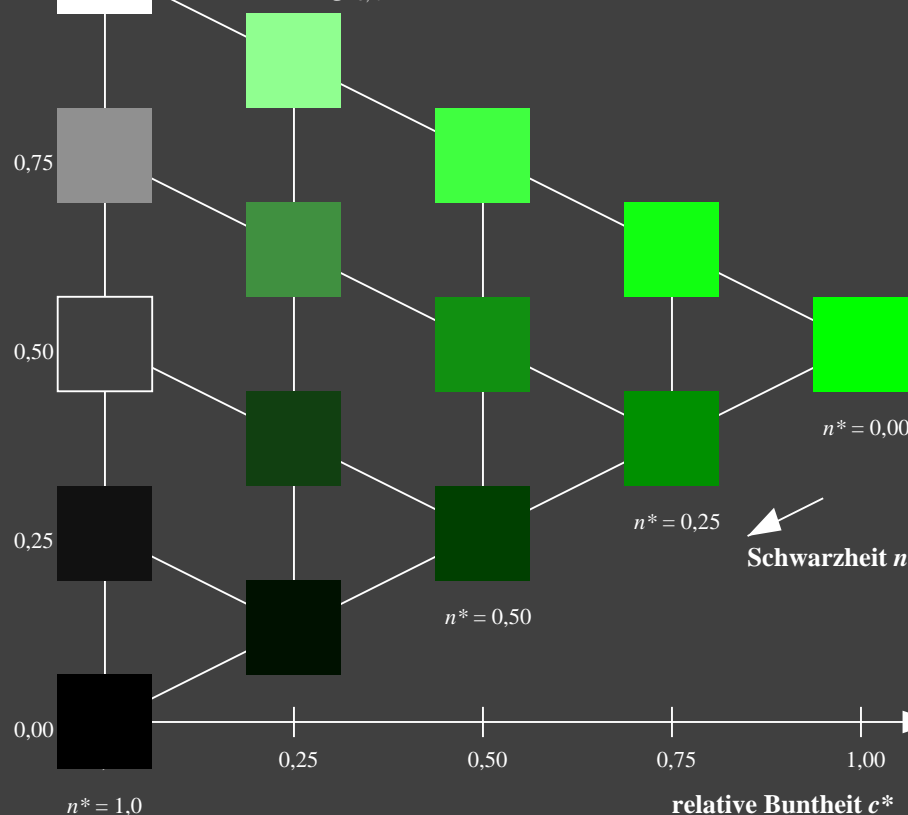 0,75
0,50
n* = 0,00
n* = 0,25
0,25
Schwarzheit n
n* = 0,50
0,00
0,25 0,50 0,75 1,00
n* = 1,0
relative Buntheit c*